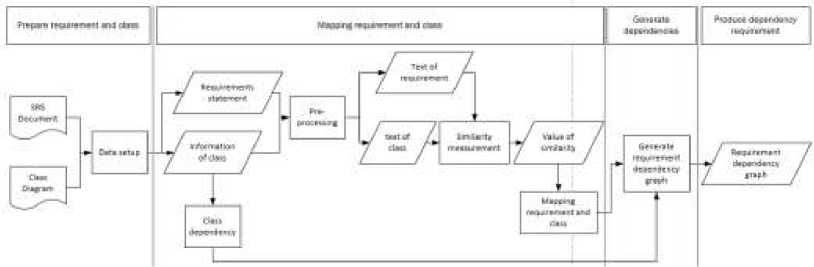 Prepare requirement and class
Mapping requirement and class
Generate
dependencies
Produce dependency
requirement
SRS
Document
Class
Diagram
Data setup
Requirements
statement
Information
of class
Class
dependency
Pre-
processing
Text of
requirement
text of
class
Similarity
measurement
Value of
similarity
Mapping
requirement and
class
Generate
requirement
dependency
graph
Requirement
dependency
graph